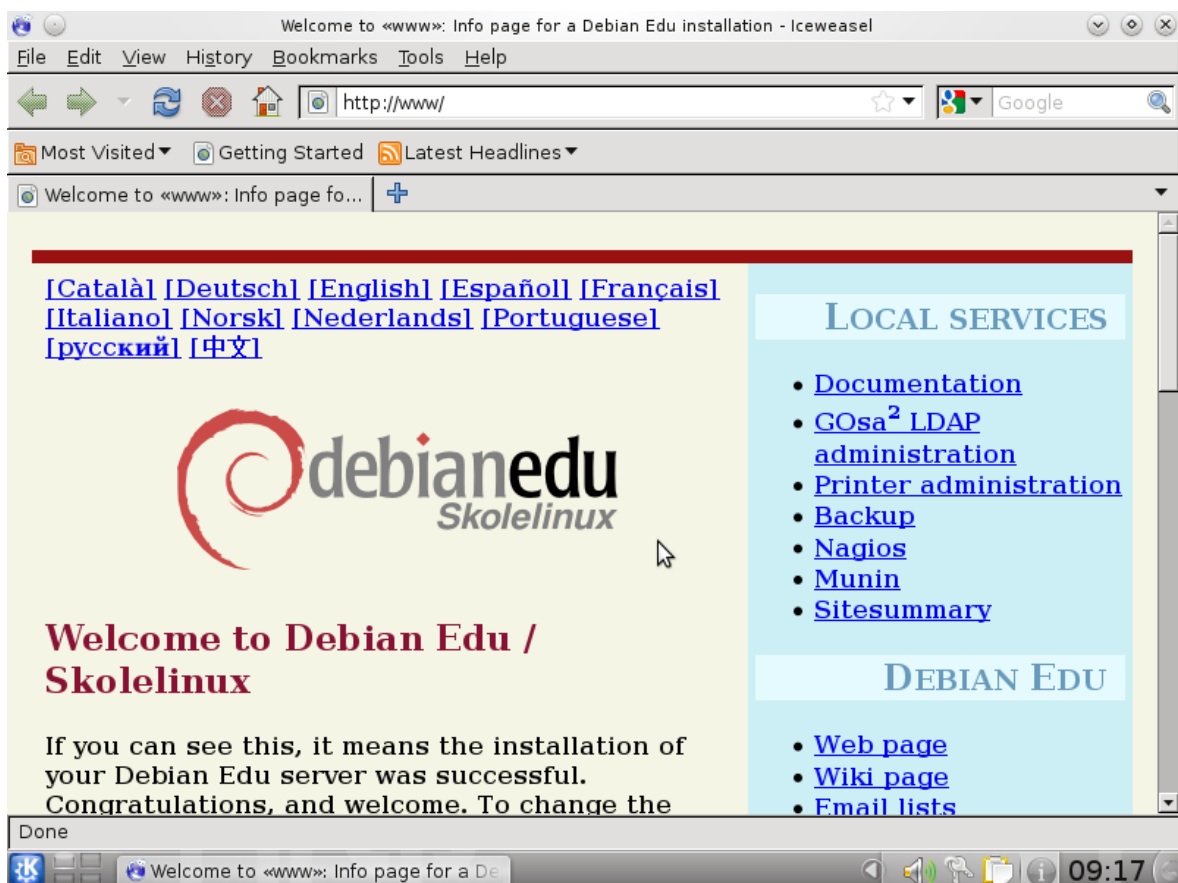 Welcome to «www»: Info page for a Debian Edu installation - Iceweasel
File Edit View History Bookmarks Tools Help
http://www/
Google
Most Visited Getting Started Latest Headlines
Welcome to «www»: Info page fo...
[Català] [Deutsch] [English] [Español] [Français]
[Italiano] [Norsk] [Nederlands] [Portuguese]
[русский] [中文]
debianedu
Skolelinux
Welcome to Debian Edu /
Skolelinux
If you can see this, it means the installation of
your Debian Edu server was successful.
Congratulations, and welcome. To change the
LOCAL SERVICES
• Documentation
• GOsa² LDAP
administration
• Printer administration
• Backup
• Nagios
• Munin
• Sitesummary
DEBIAN EDU
• Web page
• Wiki page
• Email lists
Done
Welcome to «www»: Info page for a De
09:17